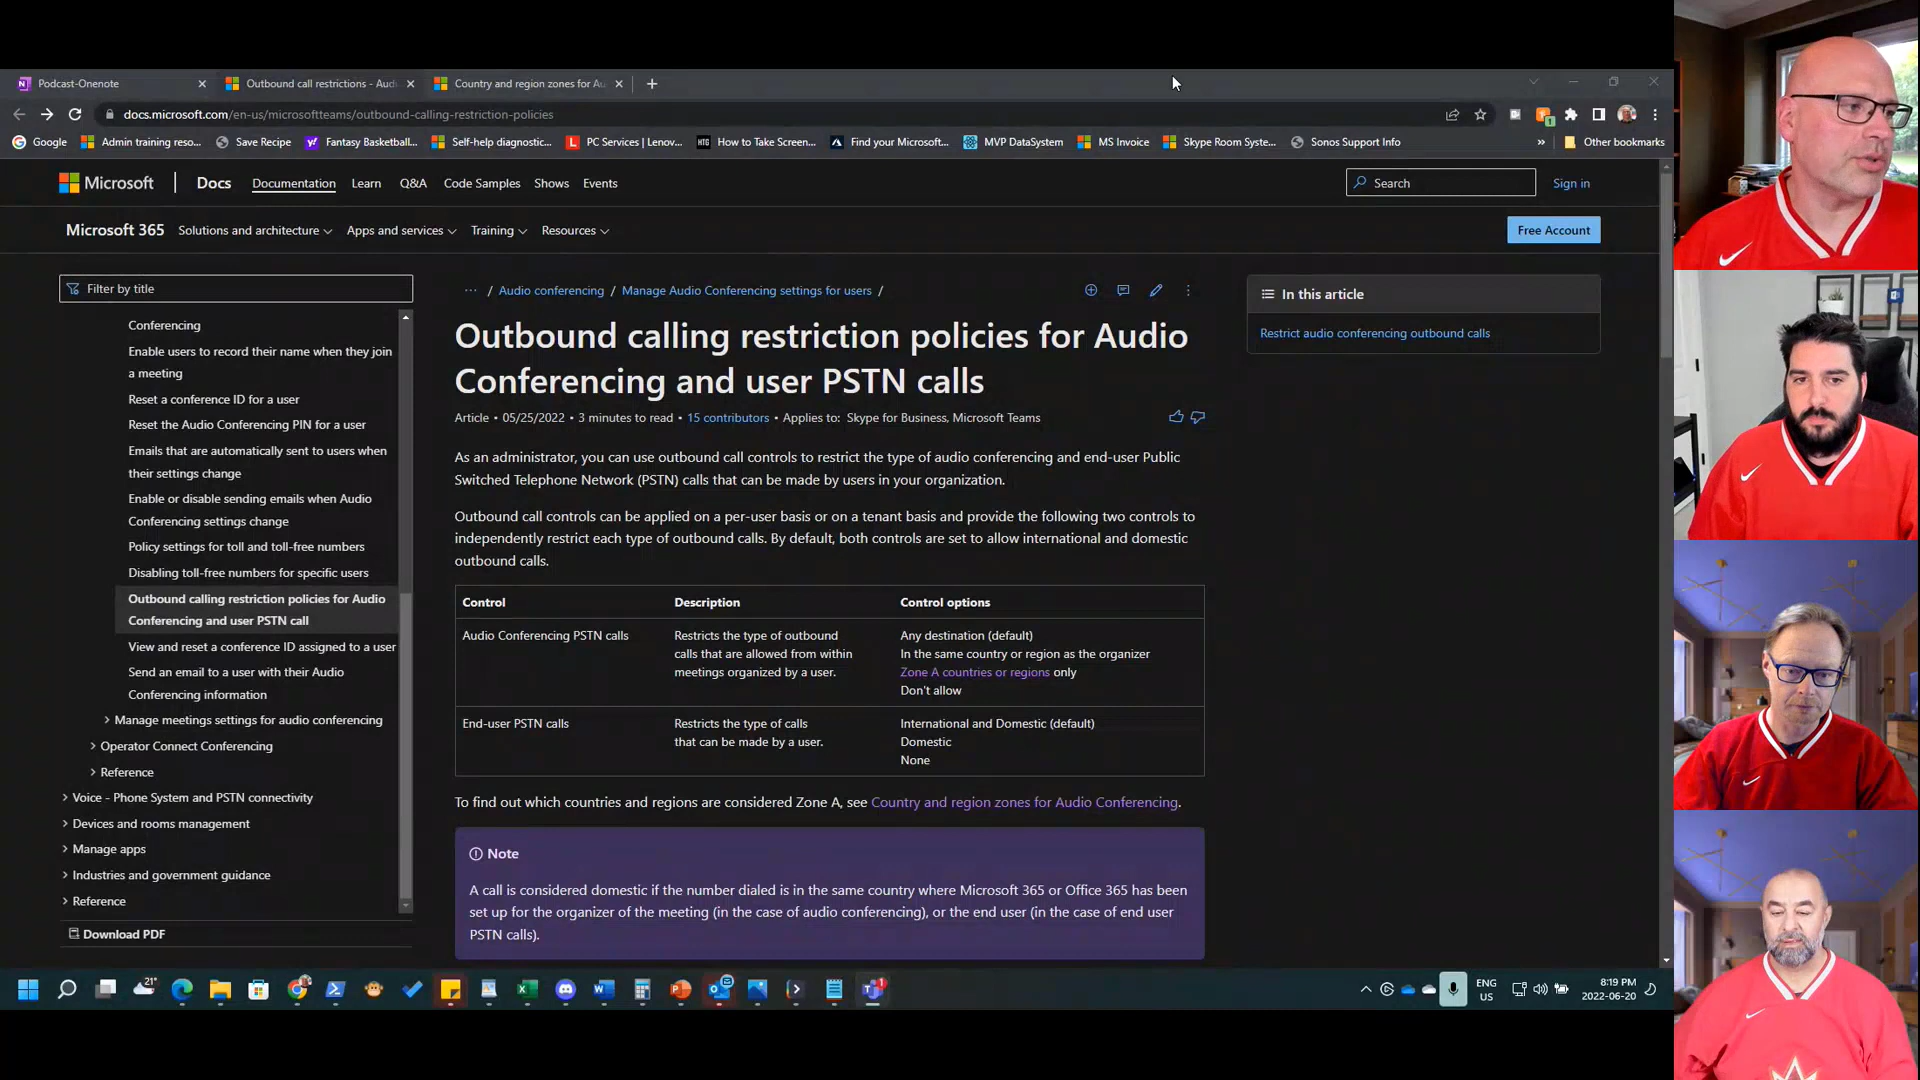 Podcast-Onenote
Outbound call restrictions - Aud
Country and region zones for Au
docs.microsoft.com/en-us/microsoftteams/outbound-calling-restriction-policies
Google
Admin training reso...
Save Recipe
Fantasy Basketball...
Self-help diagnostic...
PC Services | Lenov...
How to Take Screen...
Find your Microsoft...
MVP DataSystem
MS Invoice
Skype Room Syste...
Sonos Support Info
»
Other bookmarks
Microsoft
Docs
Documentation
Learn
Q&A
Code Samples
Shows
Events
Search
Sign in
Microsoft 365
Solutions and architecture
Apps and services
Training
Resources
Free Account
Filter by title
Conferencing
Enable users to record their name when they join
a meeting
Reset a conference ID for a user
Reset the Audio Conferencing PIN for a user
Emails that are automatically sent to users when
their settings change
Enable or disable sending emails when Audio
Conferencing settings change
Policy settings for toll and toll-free numbers
Disabling toll-free numbers for specific users
Outbound calling restriction policies for Audio
Conferencing and user PSTN call
View and reset a conference ID assigned to a user
Send an email to a user with their Audio
Conferencing information
Manage meetings settings for audio conferencing
Operator Connect Conferencing
Reference
Voice - Phone System and PSTN connectivity
Devices and rooms management
Manage apps
Industries and government guidance
Reference
Download PDF
... / Audio conferencing / Manage Audio Conferencing settings for users /
Outbound calling restriction policies for Audio
Conferencing and user PSTN calls
Article • 05/25/2022 • 3 minutes to read • 15 contributors • Applies to: Skype for Business, Microsoft Teams
As an administrator, you can use outbound call controls to restrict the type of audio conferencing and end-user Public
Switched Telephone Network (PSTN) calls that can be made by users in your organization.
Outbound call controls can be applied on a per-user basis or on a tenant basis and provide the following two controls to
independently restrict each type of outbound calls. By default, both controls are set to allow international and domestic
outbound calls.
Control
Description
Control options
Audio Conferencing PSTN calls
Restricts the type of outbound
calls that are allowed from within
meetings organized by a user.
Any destination (default)
In the same country or region as the organizer
Zone A countries or regions only
Don't allow
End-user PSTN calls
Restricts the type of calls
that can be made by a user.
International and Domestic (default)
Domestic
None
To find out which countries and regions are considered Zone A, see Country and region zones for Audio Conferencing.
Note
A call is considered domestic if the number dialed is in the same country where Microsoft 365 or Office 365 has been
set up for the organizer of the meeting (in the case of audio conferencing), or the end user (in the case of end user
PSTN calls).
In this article
Restrict audio conferencing outbound calls
21°
ENG
US
8:19 PM
2022-06-20